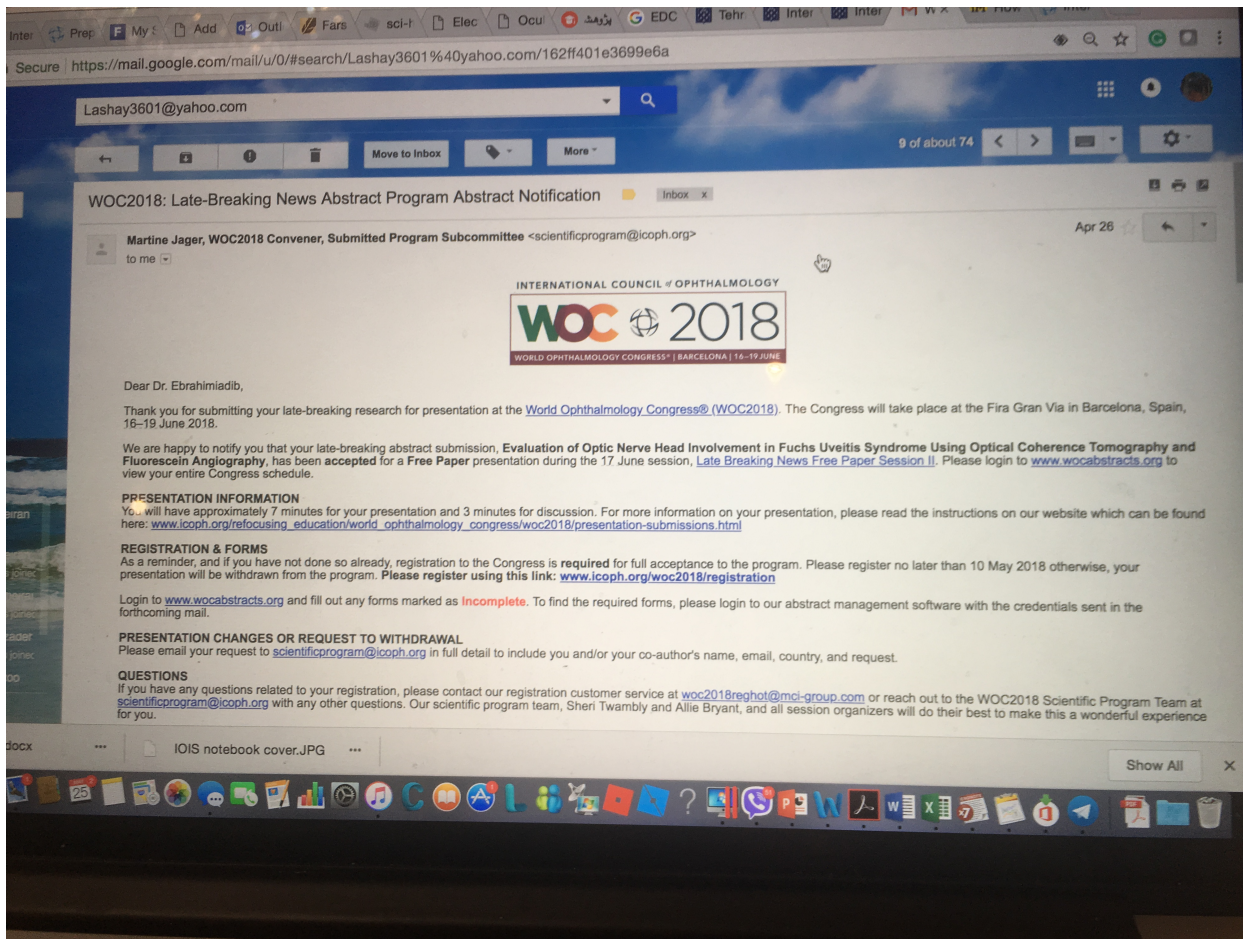 Inter Prep My Add Outl Fars sci-h Elec Ocul پژوهش EDC Tehr Inter Inter M W X How Inter
Secure https://mail.google.com/mail/u/0/#search/Lashay3601%40yahoo.com/162ff401e3699e6a
Lashay3601@yahoo.com
Move to Inbox More 9 of about 74
WOC2018: Late-Breaking News Abstract Program Abstract Notification Inbox x
Martine Jager, WOC2018 Convener, Submitted Program Subcommittee <scientificprogram@icoph.org> Apr 26
to me
INTERNATIONAL COUNCIL of OPHTHALMOLOGY
WOC 2018
WORLD OPHTHALMOLOGY CONGRESS® | BARCELONA | 16–19 JUNE
Dear Dr. Ebrahimiadib,
Thank you for submitting your late-breaking research for presentation at the World Ophthalmology Congress® (WOC2018). The Congress will take place at the Fira Gran Via in Barcelona, Spain,
16–19 June 2018.
We are happy to notify you that your late-breaking abstract submission, Evaluation of Optic Nerve Head Involvement in Fuchs Uveitis Syndrome Using Optical Coherence Tomography and
Fluorescein Angiography, has been accepted for a Free Paper presentation during the 17 June session, Late Breaking News Free Paper Session II. Please login to www.wocabstracts.org to
view your entire Congress schedule.
PRESENTATION INFORMATION
You will have approximately 7 minutes for your presentation and 3 minutes for discussion. For more information on your presentation, please read the instructions on our website which can be found
here: www.icoph.org/refocusing_education/world_ophthalmology_congress/woc2018/presentation-submissions.html
REGISTRATION & FORMS
As a reminder, and if you have not done so already, registration to the Congress is required for full acceptance to the program. Please register no later than 10 May 2018 otherwise, your
presentation will be withdrawn from the program. Please register using this link: www.icoph.org/woc2018/registration
Login to www.wocabstracts.org and fill out any forms marked as Incomplete. To find the required forms, please login to our abstract management software with the credentials sent in the
forthcoming mail.
PRESENTATION CHANGES OR REQUEST TO WITHDRAWAL
Please email your request to scientificprogram@icoph.org in full detail to include you and/or your co-author's name, email, country, and request.
QUESTIONS
If you have any questions related to your registration, please contact our registration customer service at woc2018reghot@mci-group.com or reach out to the WOC2018 Scientific Program Team at
scientificprogram@icoph.org with any other questions. Our scientific program team, Sheri Twambly and Allie Bryant, and all session organizers will do their best to make this a wonderful experience
for you.
docx ... IOIS notebook cover.JPG ... Show All
25